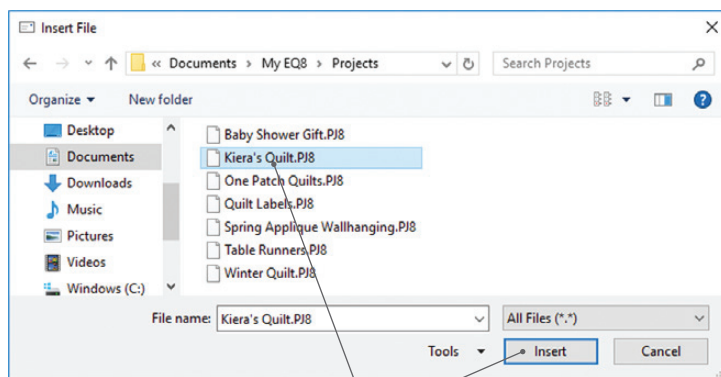 Insert File
« Documents > My EQ8 > Projects
Search Projects
Organize
New folder
Desktop
Documents
Downloads
Music
Pictures
Videos
Windows (C:)
Baby Shower Gift.PJ8
Kiera's Quilt.PJ8
One Patch Quilts.PJ8
Quilt Labels.PJ8
Spring Applique Wallhanging.PJ8
Table Runners.PJ8
Winter Quilt.PJ8
File name: Kiera's Quilt.PJ8
All Files (*.*)
Tools
Insert
Cancel